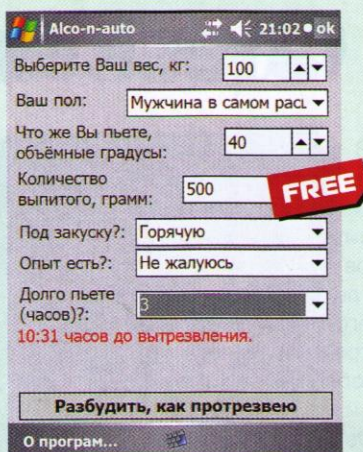 Alco-n-auto 21:02 ok
Выберите Ваш вес, кг: 100
Ваш пол: Мужчина в самом расц
Что же Вы пьете,
объёмные градусы: 40
Количество
выпитого, грамм: 500
FREE
Под закуску?: Горячую
Опыт есть?: Не жалуюсь
Долго пьете
(часов)?: 3
10:31 часов до вытрезвления.
Разбудить, как протрезвею
О програм...